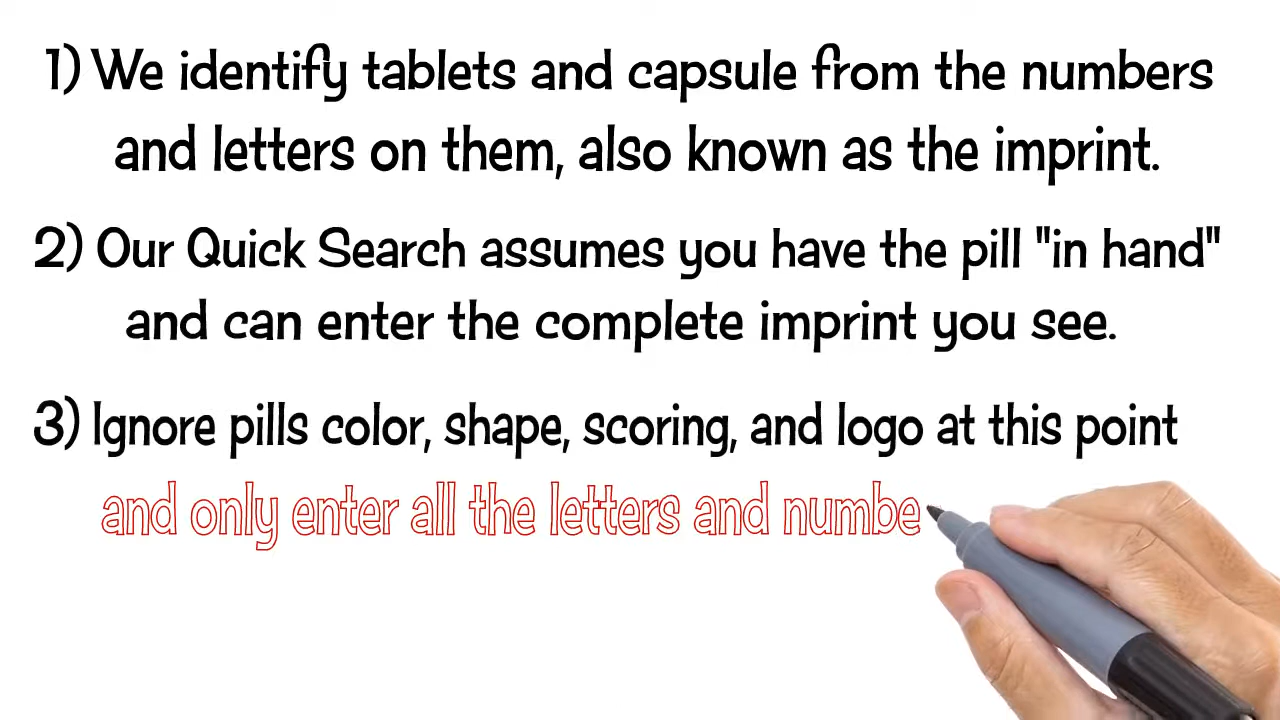 1) We identify tablets and capsule from the numbers
and letters on them, also known as the imprint.
2) Our Quick Search assumes you have the pill "in hand"
and can enter the complete imprint you see.
3) Ignore pills color, shape, scoring, and logo at this point
and only enter all the letters and numbe